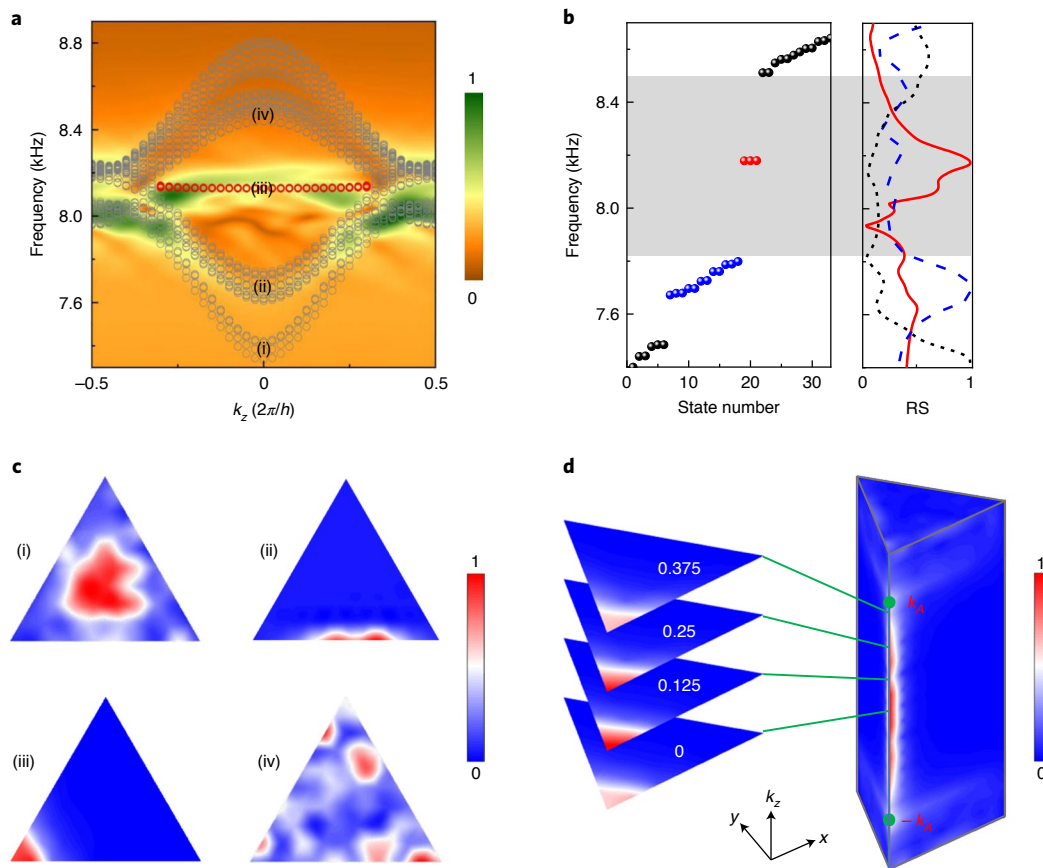 a
8.8
8.4
8.0
7.6
Frequency (kHz)
(iv)
(iii)
(ii)
(i)
−0.5
0
0.5
k_z (2π/h)
1
0
b
8.4
8.0
7.6
Frequency (kHz)
0
10
20
30
State number
0
1
RS
c
(i)
(ii)
(iii)
(iv)
1
0
d
0.375
0.25
0.125
0
k_A
−k_A
k_z
y
x
1
0